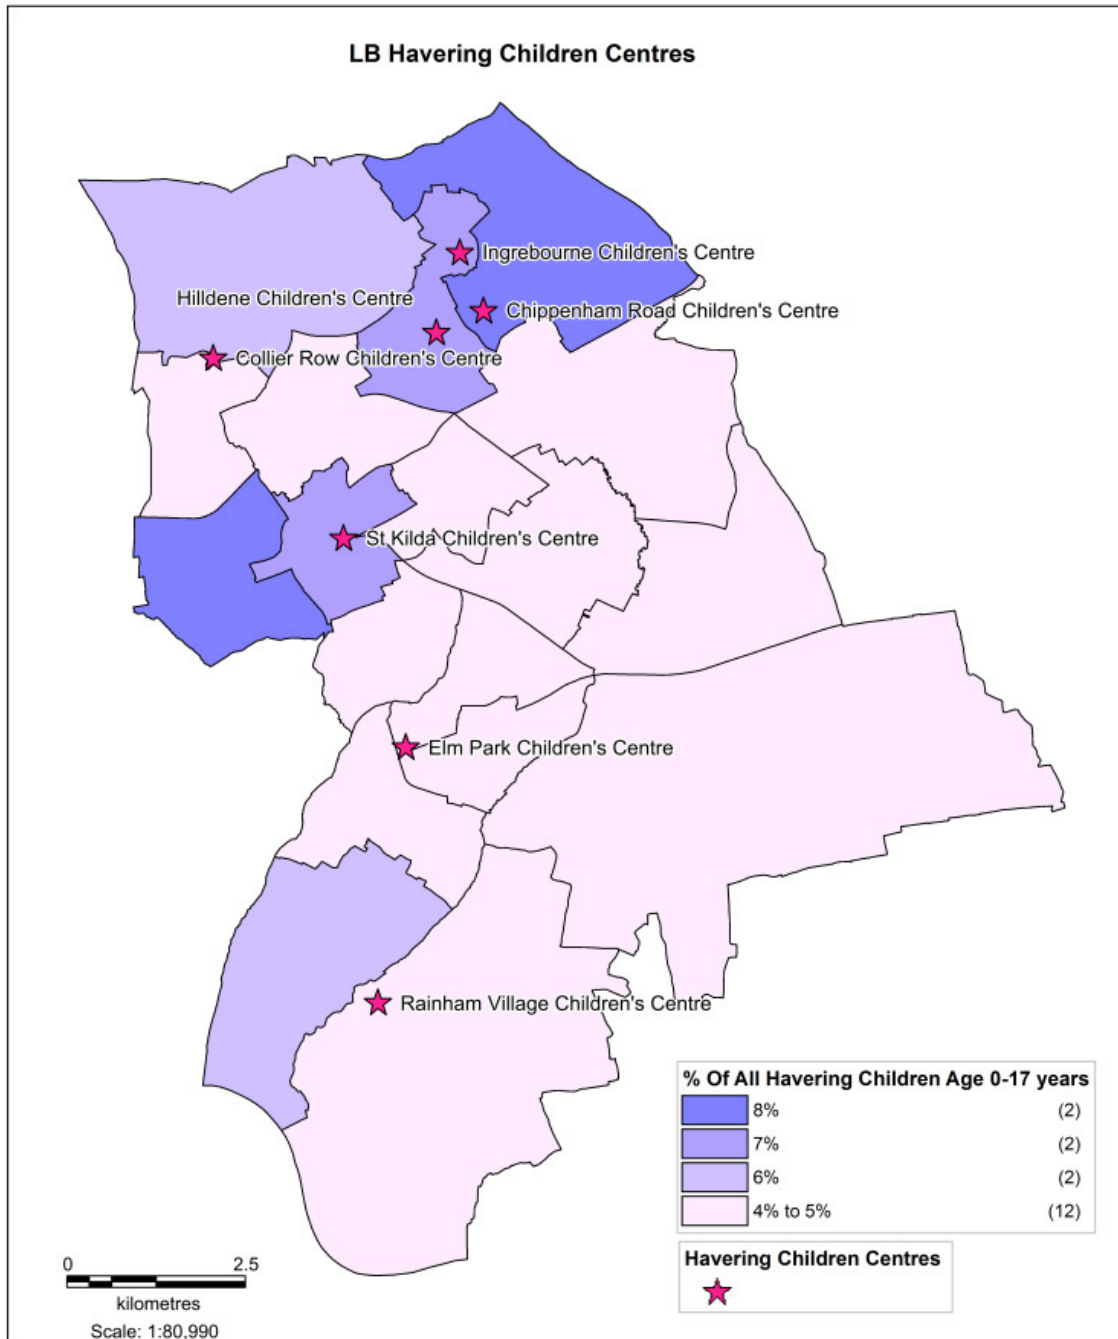 LB Havering Children Centres
Ingrebourne Children's Centre
Hilldene Children's Centre
Chippenham Road Children's Centre
Collier Row Children's Centre
St Kilda Children's Centre
Elm Park Children's Centre
Rainham Village Children's Centre
% Of All Havering Children Age 0-17 years
8% (2)
7% (2)
6% (2)
4% to 5% (12)
Havering Children Centres
0 2.5
kilometres
Scale: 1:80,990